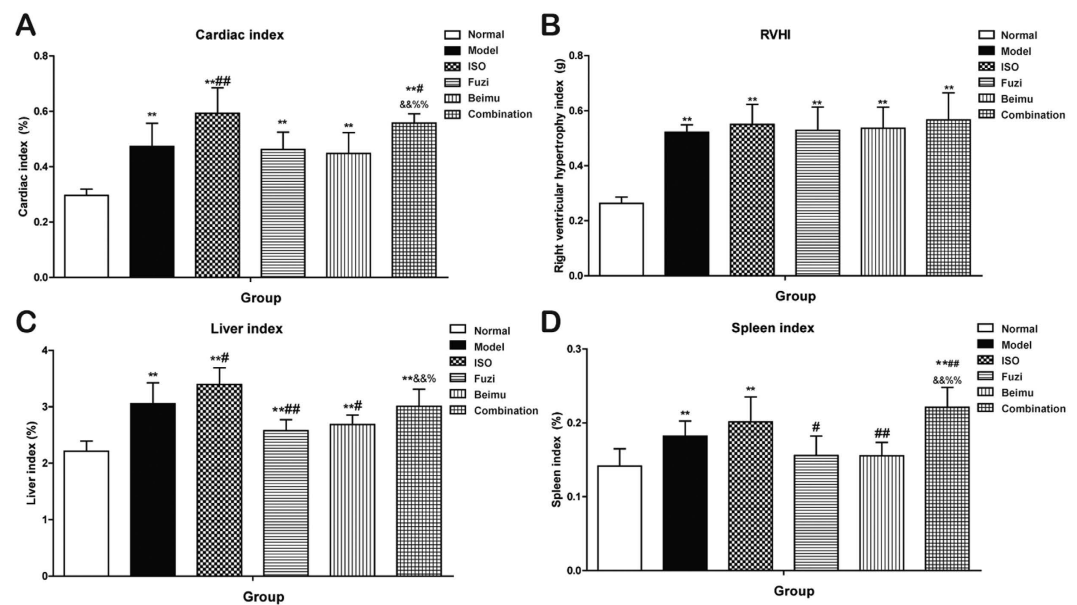 A
Cardiac index
Cardiac index (%)
0.8
0.6
0.4
0.2
0.0
**
**##
**
**
**#
&&%%
Group
Normal
Model
ISO
Fuzi
Beimu
Combination
B
RVHI
Right ventricular hypertrophy index (g)
0.8
0.6
0.4
0.2
0.0
**
**
**
**
**
Group
Normal
Model
ISO
Fuzi
Beimu
Combination
C
Liver index
Liver index (%)
4
3
2
1
0
**
**#
**##
**#
**&&%
Group
Normal
Model
ISO
Fuzi
Beimu
Combination
D
Spleen index
Spleen index (%)
0.3
0.2
0.1
0.0
**
**
#
##
**##
&&%%
Group
Normal
Model
ISO
Fuzi
Beimu
Combination